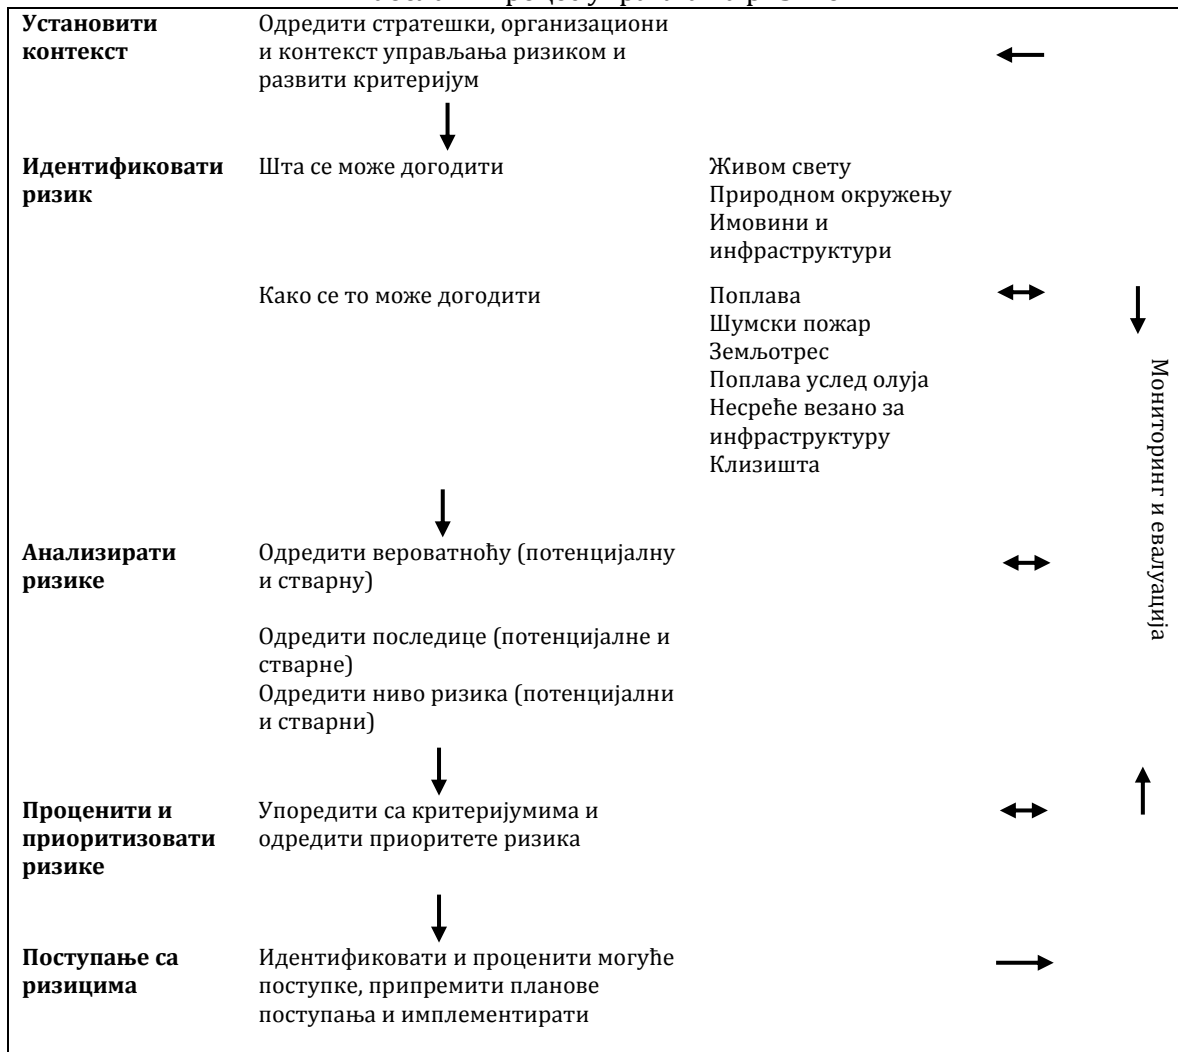 Установити
контекст
Одредити стратешки, организациони
и контекст управљања ризиком и
развити критеријум
Идентификовати
ризик
Шта се може догодити
Живом свету
Природном окружењу
Имовини и
инфраструктури
Како се то може догодити
Поплава
Шумски пожар
Земљотрес
Поплава услед олуја
Несреће везано за
инфраструктуру
Клизишта
Мониторинг и евалуација
Анализирати
ризике
Одредити вероватноћу (потенцијалну
и стварну)
Одредити последице (потенцијалне и
стварне)
Одредити ниво ризика (потенцијални
и стварни)
Проценити и
приоритизовати
ризике
Упоредити са критеријумима и
одредити приоритете ризика
Поступање са
ризицима
Идентификовати и проценити могуће
поступке, припремити планове
поступања и имплементирати